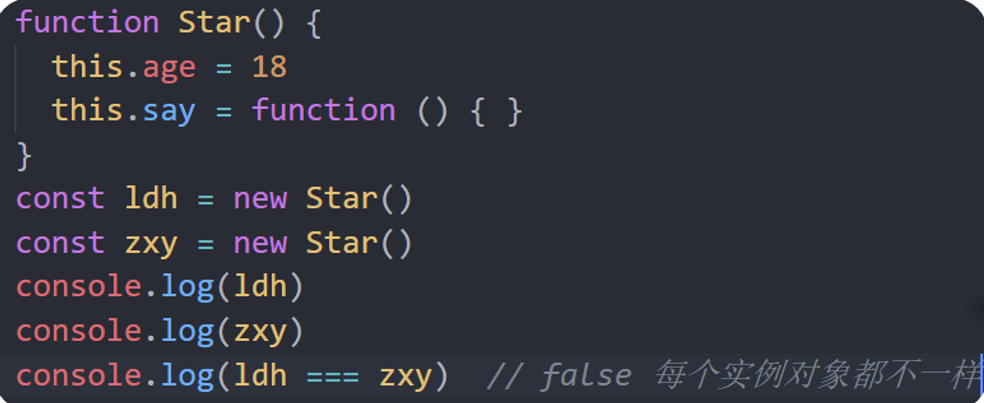 function Star() {
  this.age = 18
  this.say = function () { }
}
const ldh = new Star()
const zxy = new Star()
console.log(ldh)
console.log(zxy)
console.log(ldh === zxy)  // false 每个实例对象都不一样